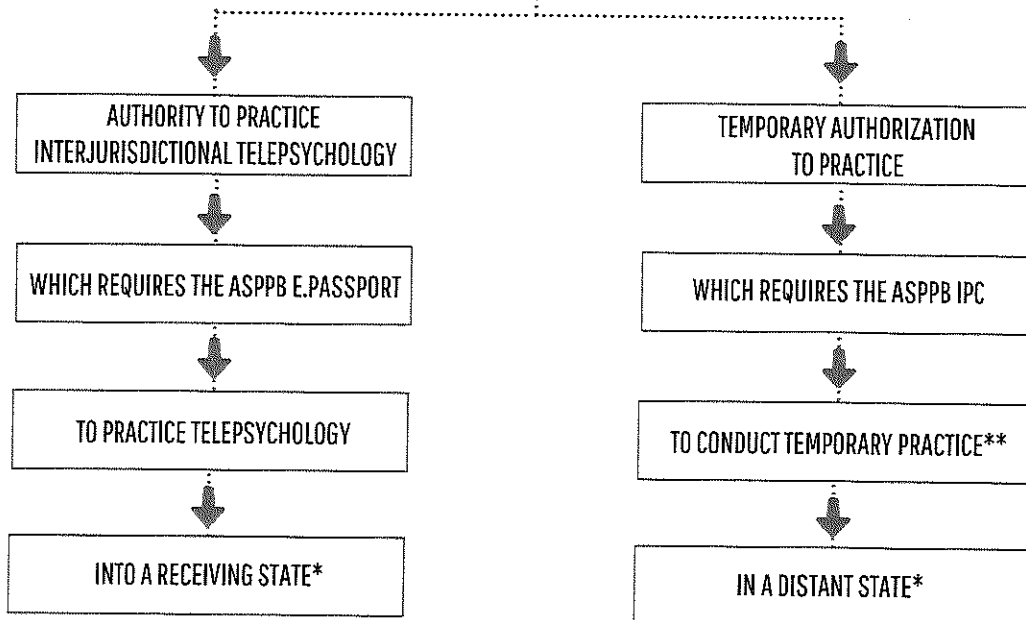 AUTHORITY TO PRACTICE
INTERJURISDICTIONAL TELEPSYCHOLOGY
WHICH REQUIRES THE ASPPB E.PASSPORT
TO PRACTICE TELEPSYCHOLOGY
INTO A RECEIVING STATE*
TEMPORARY AUTHORIZATION
TO PRACTICE
WHICH REQUIRES THE ASPPB IPC
TO CONDUCT TEMPORARY PRACTICE**
IN A DISTANT STATE*